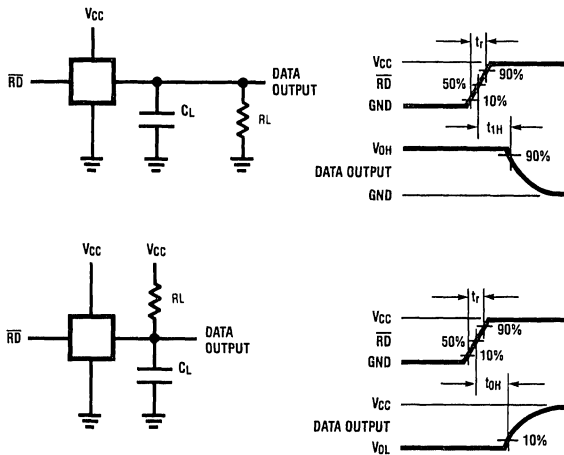 VCC
RD
DATA
OUTPUT
CL
RL
tr
VCC
90%
RD
50%
10%
GND
t1H
VOH
90%
DATA OUTPUT
GND
VCC
VCC
RL
RD
DATA
OUTPUT
CL
tr
VCC
90%
RD
50%
10%
GND
t0H
VCC
DATA OUTPUT
10%
VOL